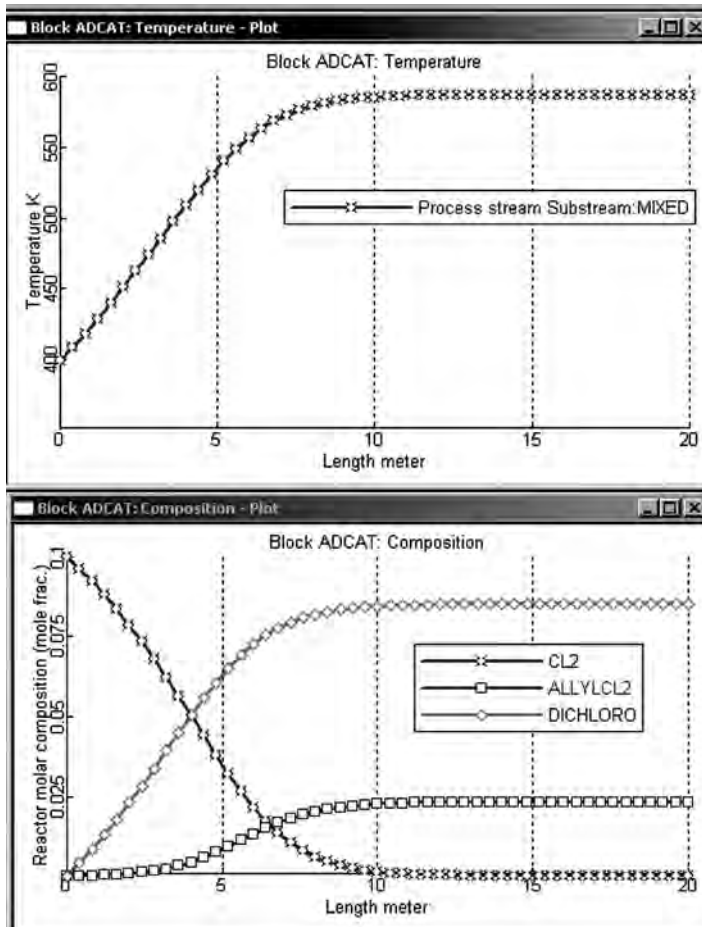 Block ADCAT: Temperature - Plot
Block ADCAT: Temperature
600
550
500
450
400
Temperature K
Process stream Substream:MIXED
0 5 10 15 20
Length meter
Block ADCAT: Composition - Plot
Block ADCAT: Composition
0.1
0.075
0.05
0.025
0
Reactor molar composition (mole frac.)
CL2
ALLYLCL2
DICHLORO
0 5 10 15 20
Length meter